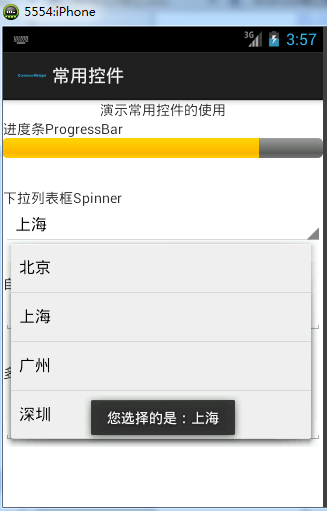 5554:iPhone
3G 3:57
常用控件
演示常用控件的使用
进度条ProgressBar
下拉列表框Spinner
上海
北京
上海
广州
深圳
您选择的是：上海